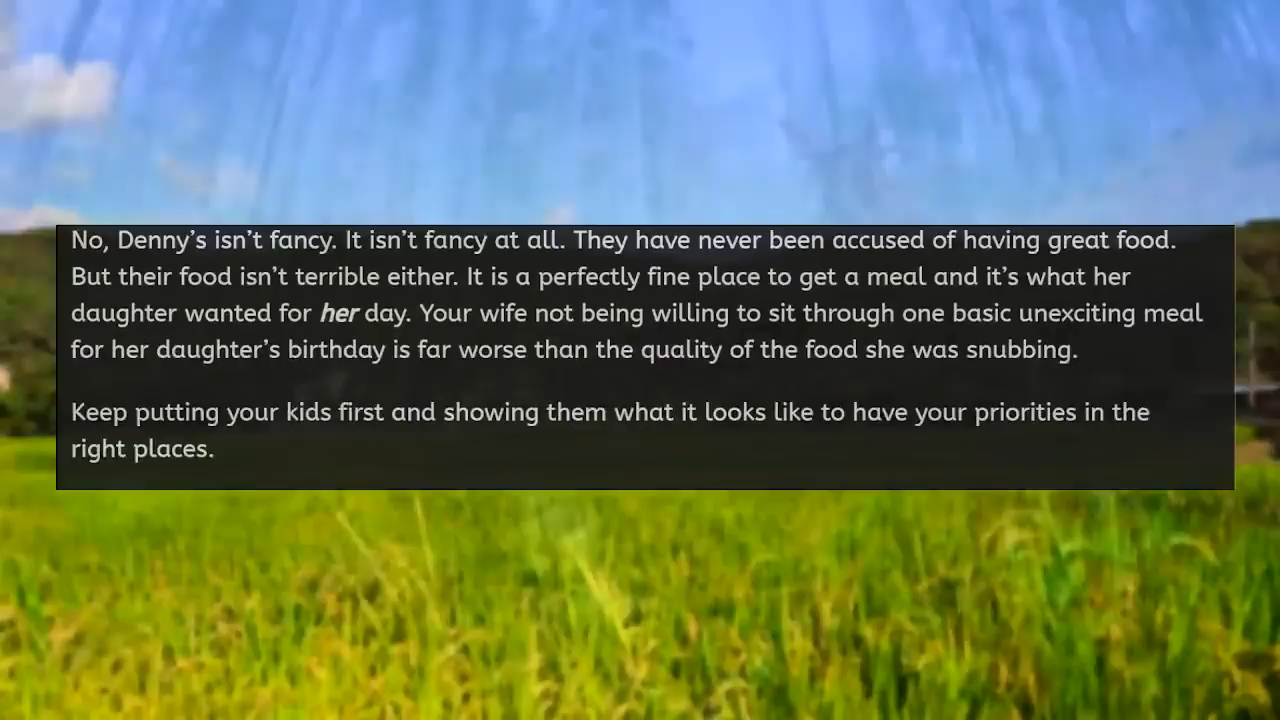 No, Denny’s isn’t fancy. It isn’t fancy at all. They have never been accused of having great food.
But their food isn’t terrible either. It is a perfectly fine place to get a meal and it’s what her
daughter wanted for her day. Your wife not being willing to sit through one basic unexciting meal
for her daughter’s birthday is far worse than the quality of the food she was snubbing.
Keep putting your kids first and showing them what it looks like to have your priorities in the
right places.